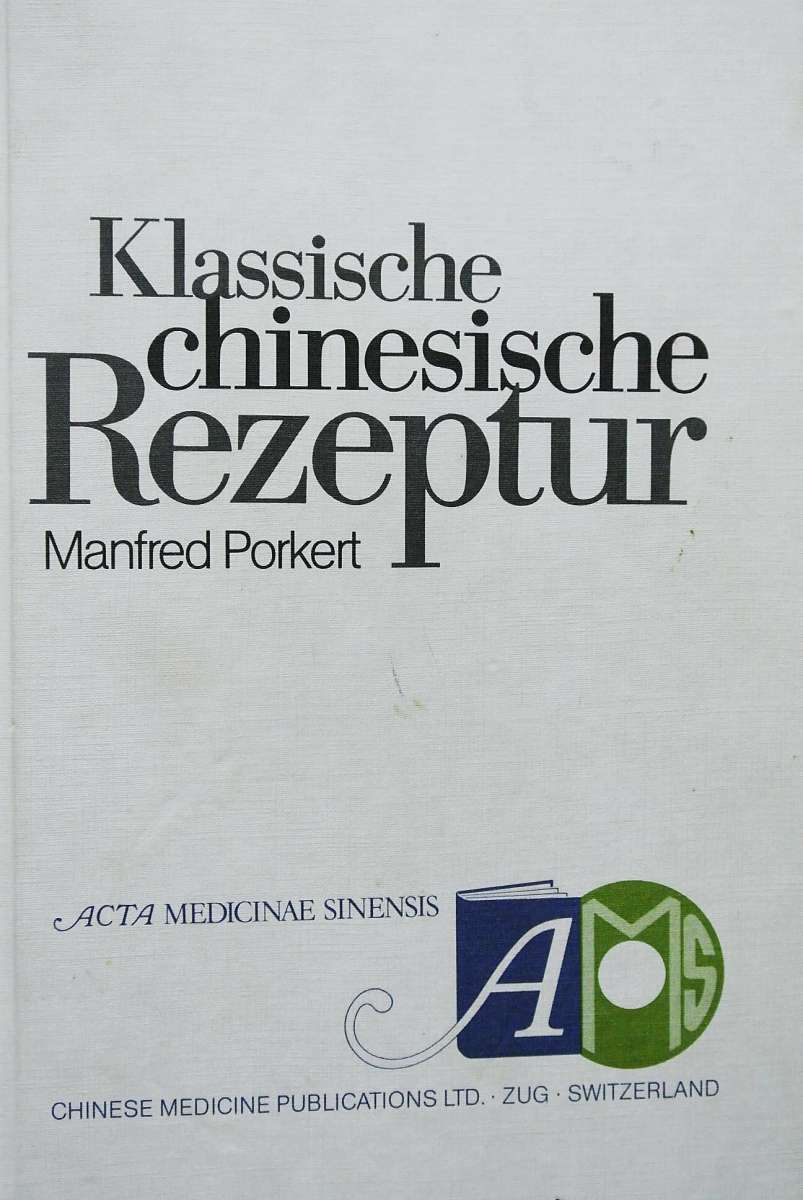 Klassische
chinesische
Rezeptur
Manfred Porkert
ACTA MEDICINAE SINENSIS
AMS
CHINESE MEDICINE PUBLICATIONS LTD. · ZUG · SWITZERLAND